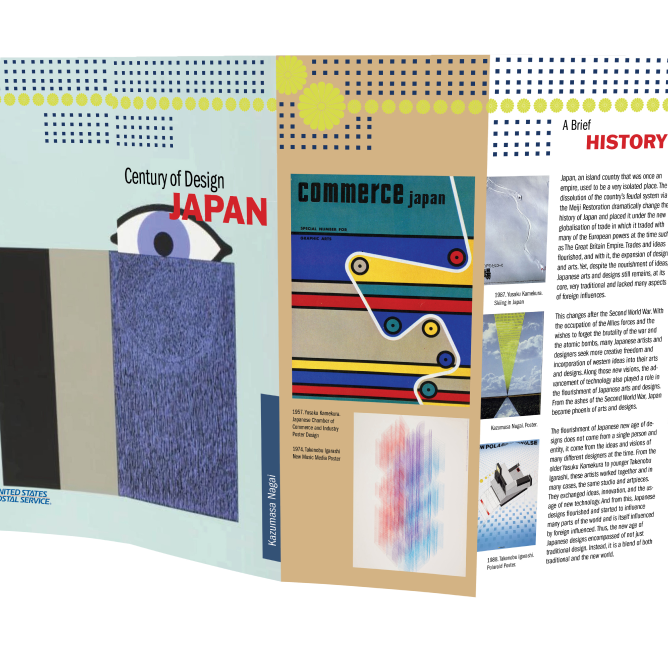 Century of Design
JAPAN
NITED STATES
OSTAL SERVICE.
Kazumasa Nagai
commerce japan
SPECIAL NUMBER FOR
GRAPHIC ARTS
1957. Yusaku Kamekura.
Japanese Chamber of
Commerce and Industry
Poster Design
1974. Takenobu Igarashi
New Music Media Poster
1987. Yusaku Kamekura.
Skiing in Japan
Kazumasa Nagai. Poster.
1988. Takenobu Igarashi.
Polaroid Poster.
A Brief
HISTORY
Japan, an island country that was once an
empire, used to be a very isolated place. The
dissolution of the country's feudal system via
the Meiji Restoration dramatically change the
history of Japan and placed it under the new
globalisation of trade in which it traded with
many of the European powers at the time such
as The Great Britain Empire. Trades and ideas
flourished, and with it, the expansion of design
and arts. Yet, despite the nourishment of ideas,
Japanese arts and designs still remains, at its
core, very traditional and lacked many aspects
of foreign influences.
This changes after the Second World War. With
the occupation of the Allies forces and the
wishes to forget the brutality of the war and
the atomic bombs, many Japanese artists and
designers seek more creative freedom and
incorporation of western ideas into their arts
and designs. Along those new visions, the ad-
vancement of technology also played a role in
the flourishment of Japanese arts and designs.
From the ashes of the Second World War, Japan
became phoenix of arts and designs.
The flourishment of Japanese new age of de-
signs does not come from a single person and
entity, it come from the ideas and visions of
many different designers at the time. From the
older Yusaku Kamekura to younger Takenobu
Igarashi, these artists worked together and in
many cases, the same studio and artpieces.
They exchanged ideas, innovation, and the as-
age of new technology. And from this, Japanese
designs flourished and started to influence
many parts of the world and is itself influenced
by foreign influenced. Thus, the new age of
Japanese designs encompassed of not just
traditional design. Instead, it is a blend of both
traditional and the new world.